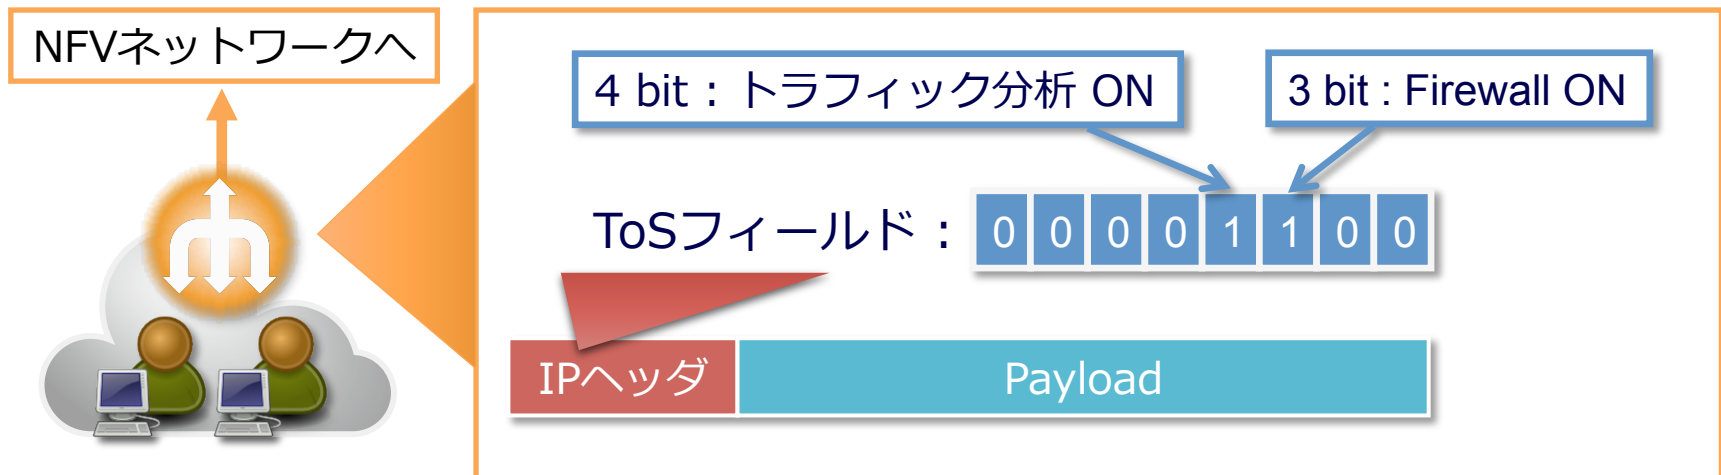 NFVネットワークへ
4 bit : トラフィック分析 ON
3 bit : Firewall ON
ToSフィールド : 0 0 0 0 1 1 0 0
IPヘッダ
Payload